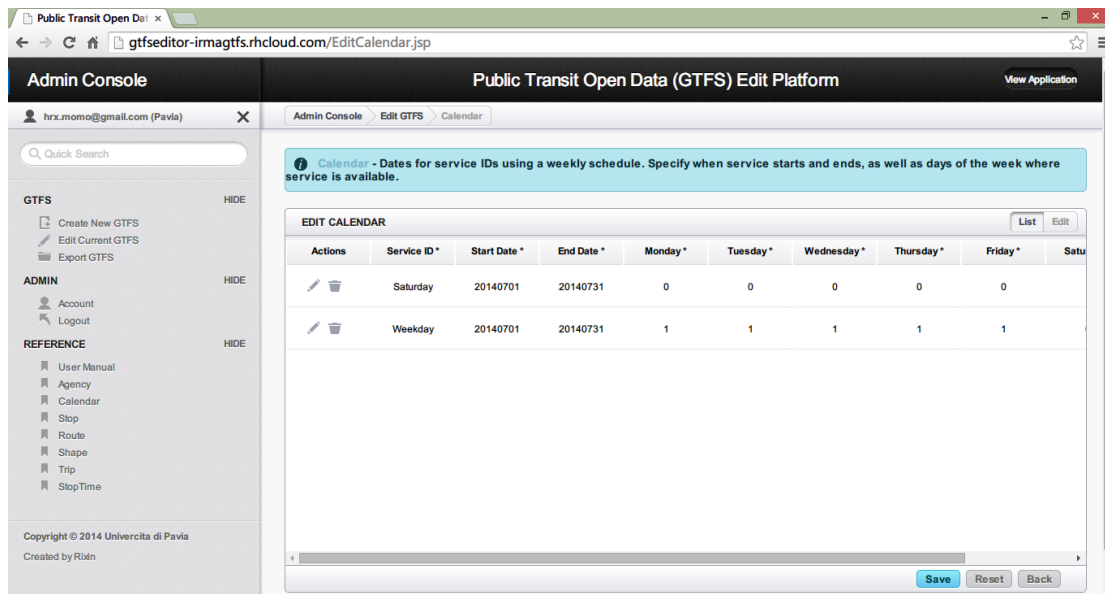 Public Transit Open Dat
gtfseditor-irmagtfs.rhcloud.com/EditCalendar.jsp
Admin Console
Public Transit Open Data (GTFS) Edit Platform
View Application
hrx.momo@gmail.com (Pavia)
Admin Console Edit GTFS Calendar
Quick Search
Calendar - Dates for service IDs using a weekly schedule. Specify when service starts and ends, as well as days of the week where
service is available.
GTFS HIDE
Create New GTFS
Edit Current GTFS
Export GTFS
ADMIN HIDE
Account
Logout
REFERENCE HIDE
User Manual
Agency
Calendar
Stop
Route
Shape
Trip
StopTime
Copyright © 2014 Univercita di Pavia
Created by Rixin
EDIT CALENDAR List Edit
Actions Service ID * Start Date * End Date * Monday * Tuesday * Wednesday * Thursday * Friday * Satu
Saturday 20140701 20140731 0 0 0 0 0
Weekday 20140701 20140731 1 1 1 1 1
Save Reset Back